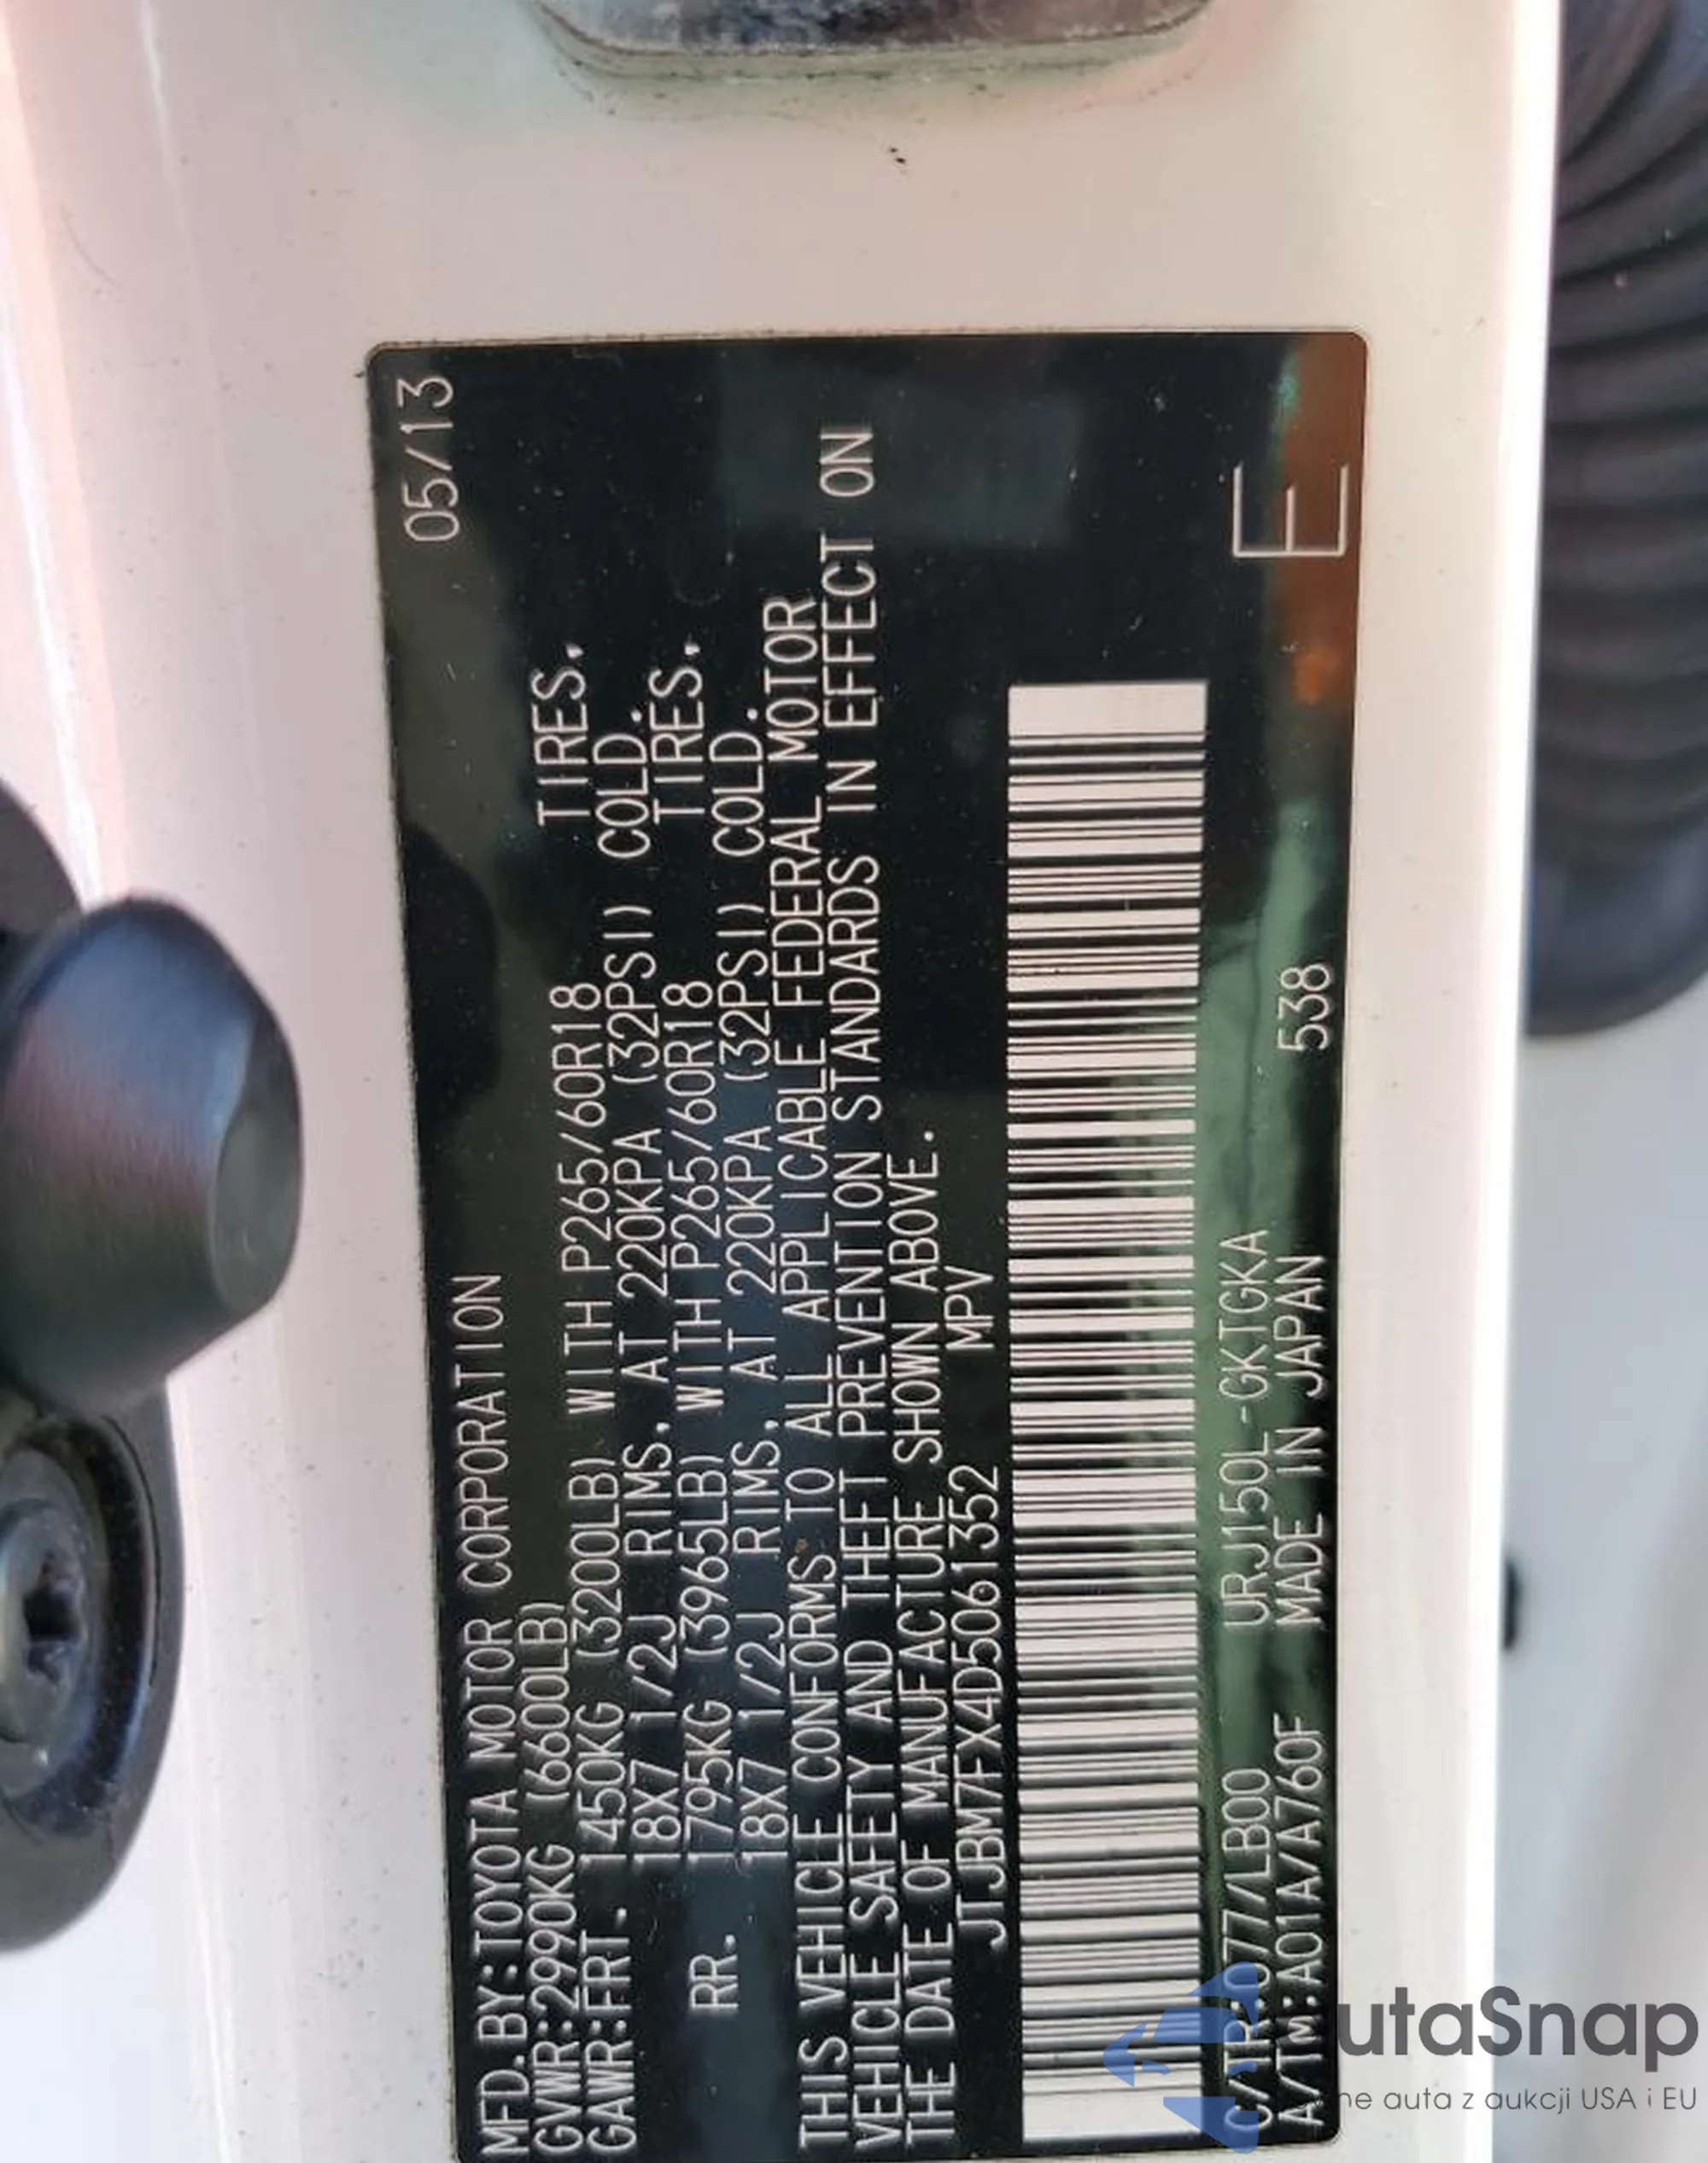 MFD.BY:TOYOTA MOTOR CORPORATION 05/13
GVWR:2990KG (6600LB)
GAWR:FRT. 1450KG (3200LB) WITH P265/60R18 TIRES,
18X7 1/2J RIMS, AT 220KPA (32PSI) COLD.
RR. 1795KG (3965LB) WITH P265/60R18 TIRES,
18X7 1/2J RIMS, AT 220KPA (32PSI) COLD.
THIS VEHICLE CONFORMS TO ALL APPLICABLE FEDERAL MOTOR
VEHICLE SAFETY AND THEFT PREVENTION STANDARDS IN EFFECT ON
THE DATE OF MANUFACTURE SHOWN ABOVE.
JTJBM7FX4D5061352 MPV
C/TR:077/LB00 URJ150L-GKTGKA
A/TM:A01A/A760F MADE IN JAPAN 538
E
utaSnap
ne auta z aukcji USA i EU